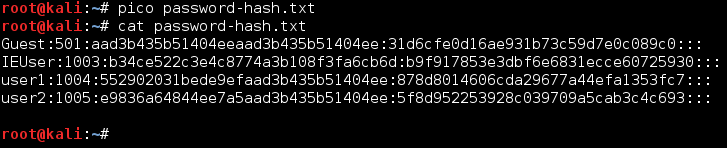 root@kali:~# pico password-hash.txt
root@kali:~# cat password-hash.txt
Guest:501:aad3b435b51404eeaad3b435b51404ee:31d6cfe0d16ae931b73c59d7e0c089c0:::
IEUser:1003:b34ce522c3e4c8774a3b108f3fa6cb6d:b9f917853e3dbf6e6831ecce60725930:::
user1:1004:552902031bede9efaad3b435b51404ee:878d8014606cda29677a44efa1353fc7:::
user2:1005:e9836a64844ee7a5aad3b435b51404ee:5f8d952253928c039709a5cab3c4c693:::
root@kali:~#